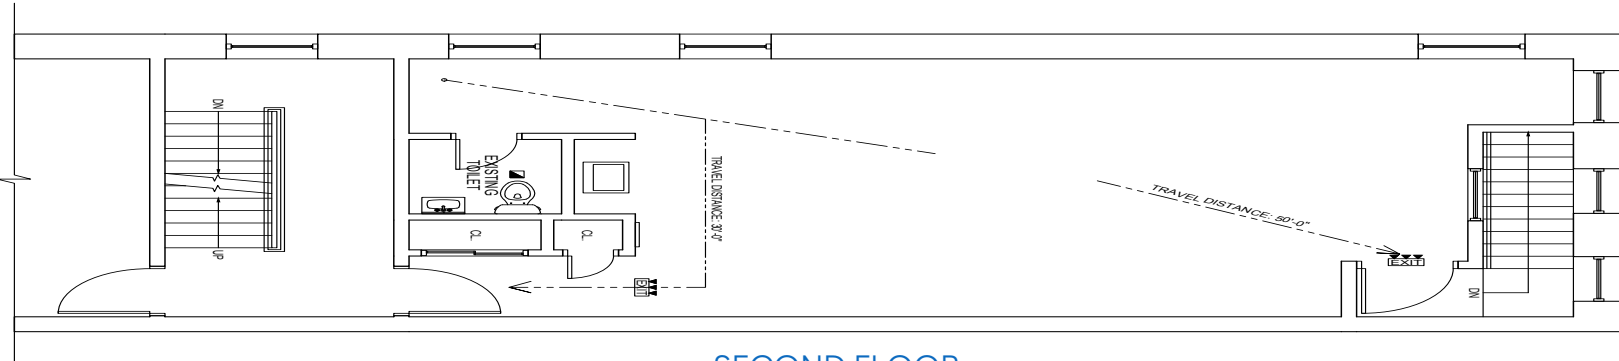 DN
UP
EXISTING
TOILET
CL
CL
TRAVEL DISTANCE: 30'-0"
EXIT
TRAVEL DISTANCE: 50'-0"
EXIT
DN
SECOND FLOOR